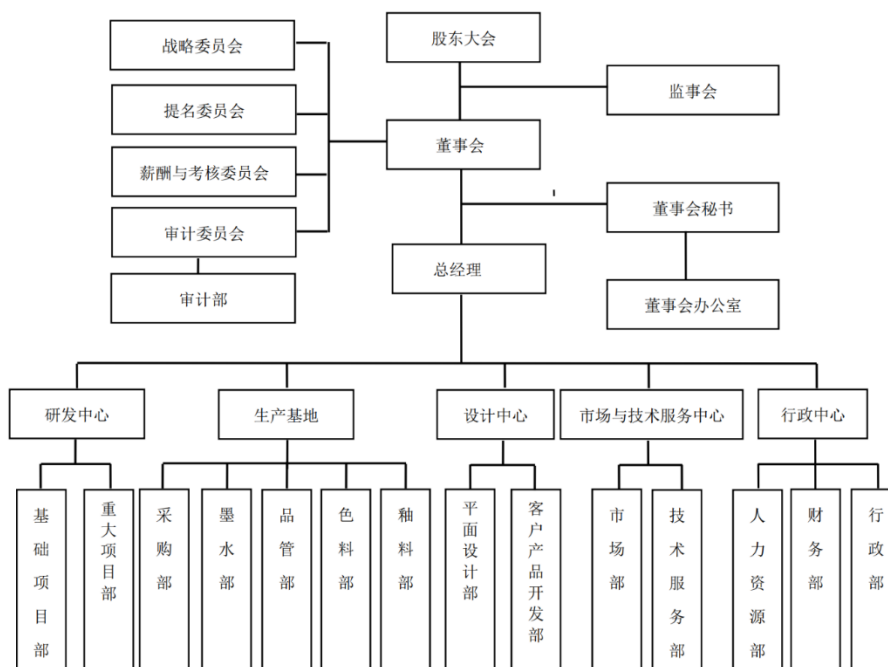 股东大会
战略委员会
监事会
提名委员会
董事会
薪酬与考核委员会
董事会秘书
审计委员会
总经理
审计部
董事会办公室
研发中心
生产基地
设计中心
市场与技术服务中心
行政中心
基础项目部
重大项目部
采购部
墨水部
品管部
色料部
釉料部
平面设计部
客户产品开发部
市场部
技术服务部
人力资源部
财务部
行政部